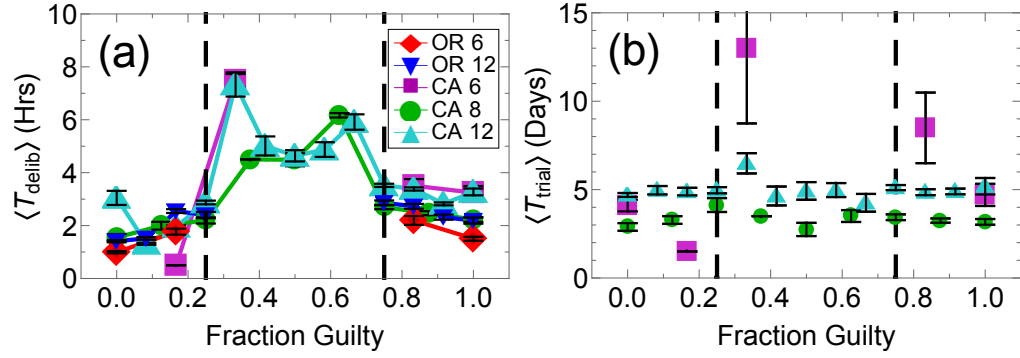 (a)
⟨T_delib⟩ (Hrs)
10
8
6
4
2
0
0.0 0.2 0.4 0.6 0.8 1.0
Fraction Guilty
OR 6
OR 12
CA 6
CA 8
CA 12
(b)
⟨T_trial⟩ (Days)
15
10
5
0
0.0 0.2 0.4 0.6 0.8 1.0
Fraction Guilty